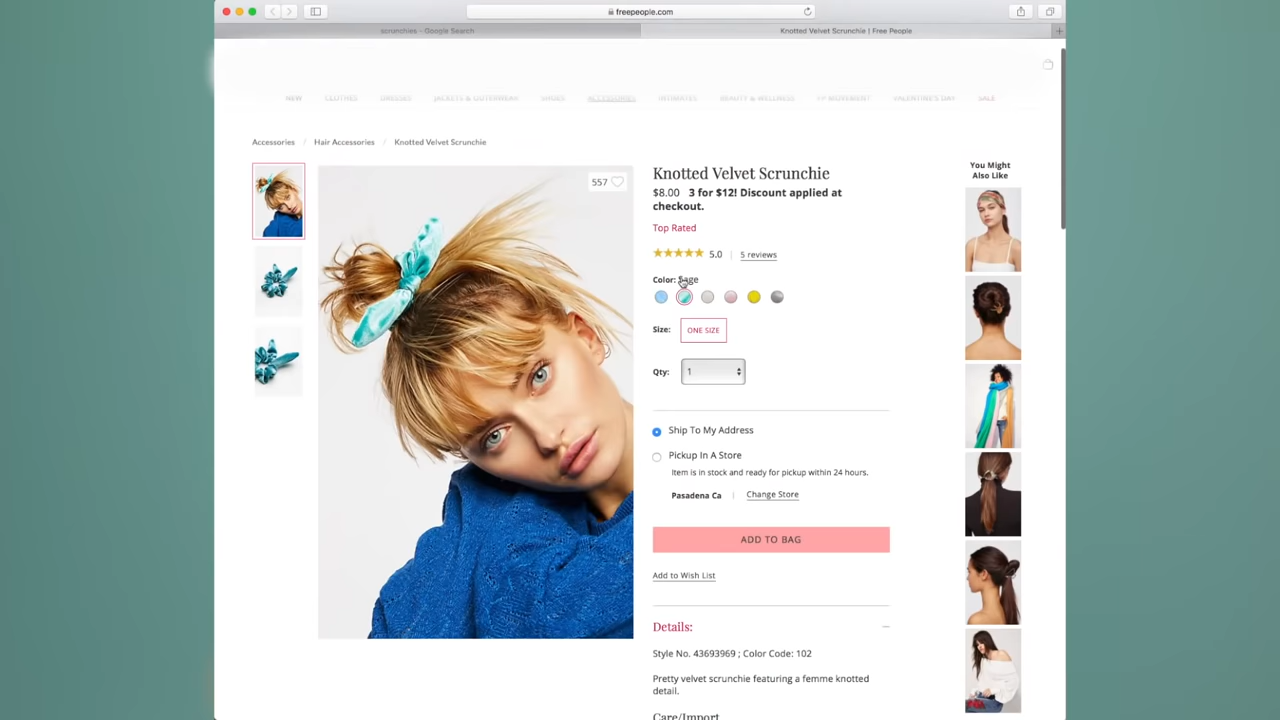 freepeople.com
scrunchies - Google Search
Knotted Velvet Scrunchie | Free People
NEW CLOTHES DRESSES JACKETS & OUTERWEAR SHOES ACCESSORIES INTIMATES BEAUTY & WELLNESS FP MOVEMENT VALENTINE'S DAY SALE
Accessories / Hair Accessories / Knotted Velvet Scrunchie
557
Knotted Velvet Scrunchie
$8.00 3 for $12! Discount applied at
checkout.
Top Rated
5.0 | 5 reviews
Color: Sage
Size: ONE SIZE
Qty: 1
Ship To My Address
Pickup In A Store
Item is in stock and ready for pickup within 24 hours.
Pasadena Ca | Change Store
ADD TO BAG
Add to Wish List
Details:
Style No. 43693969 ; Color Code: 102
Pretty velvet scrunchie featuring a femme knotted
detail.
Care/Import
You Might
Also Like